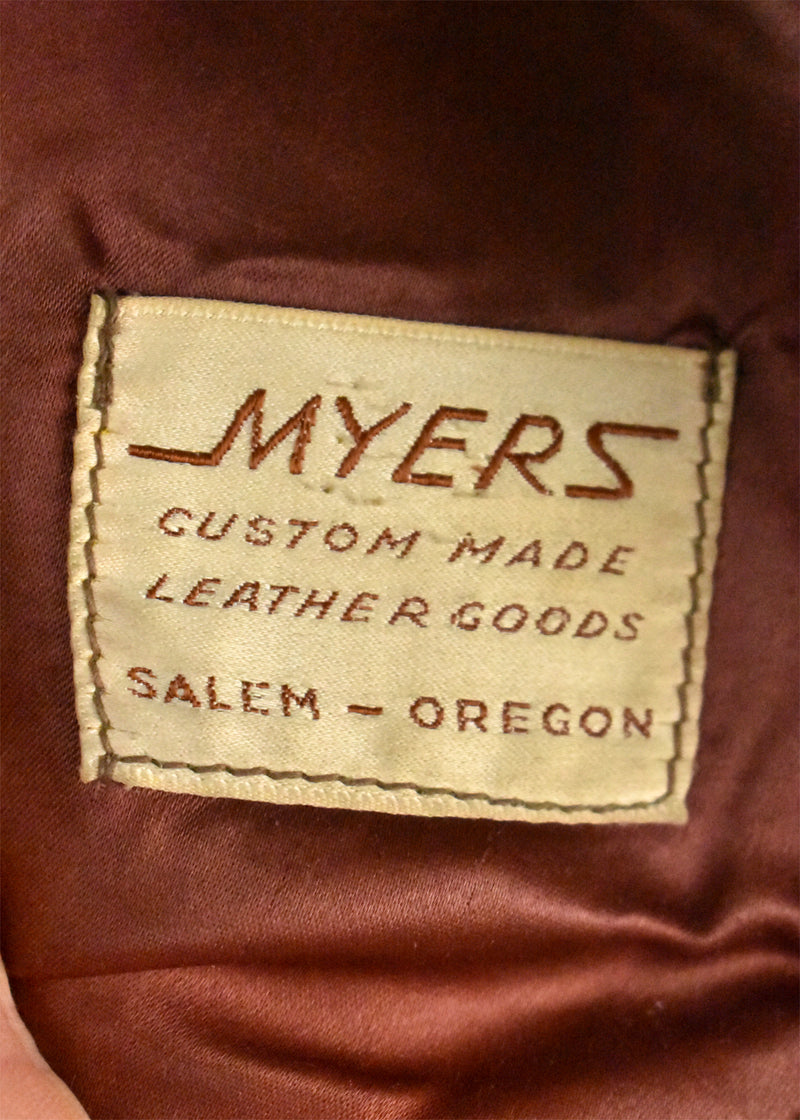 MYERS
CUSTOM MADE
LEATHER GOODS
SALEM – OREGON